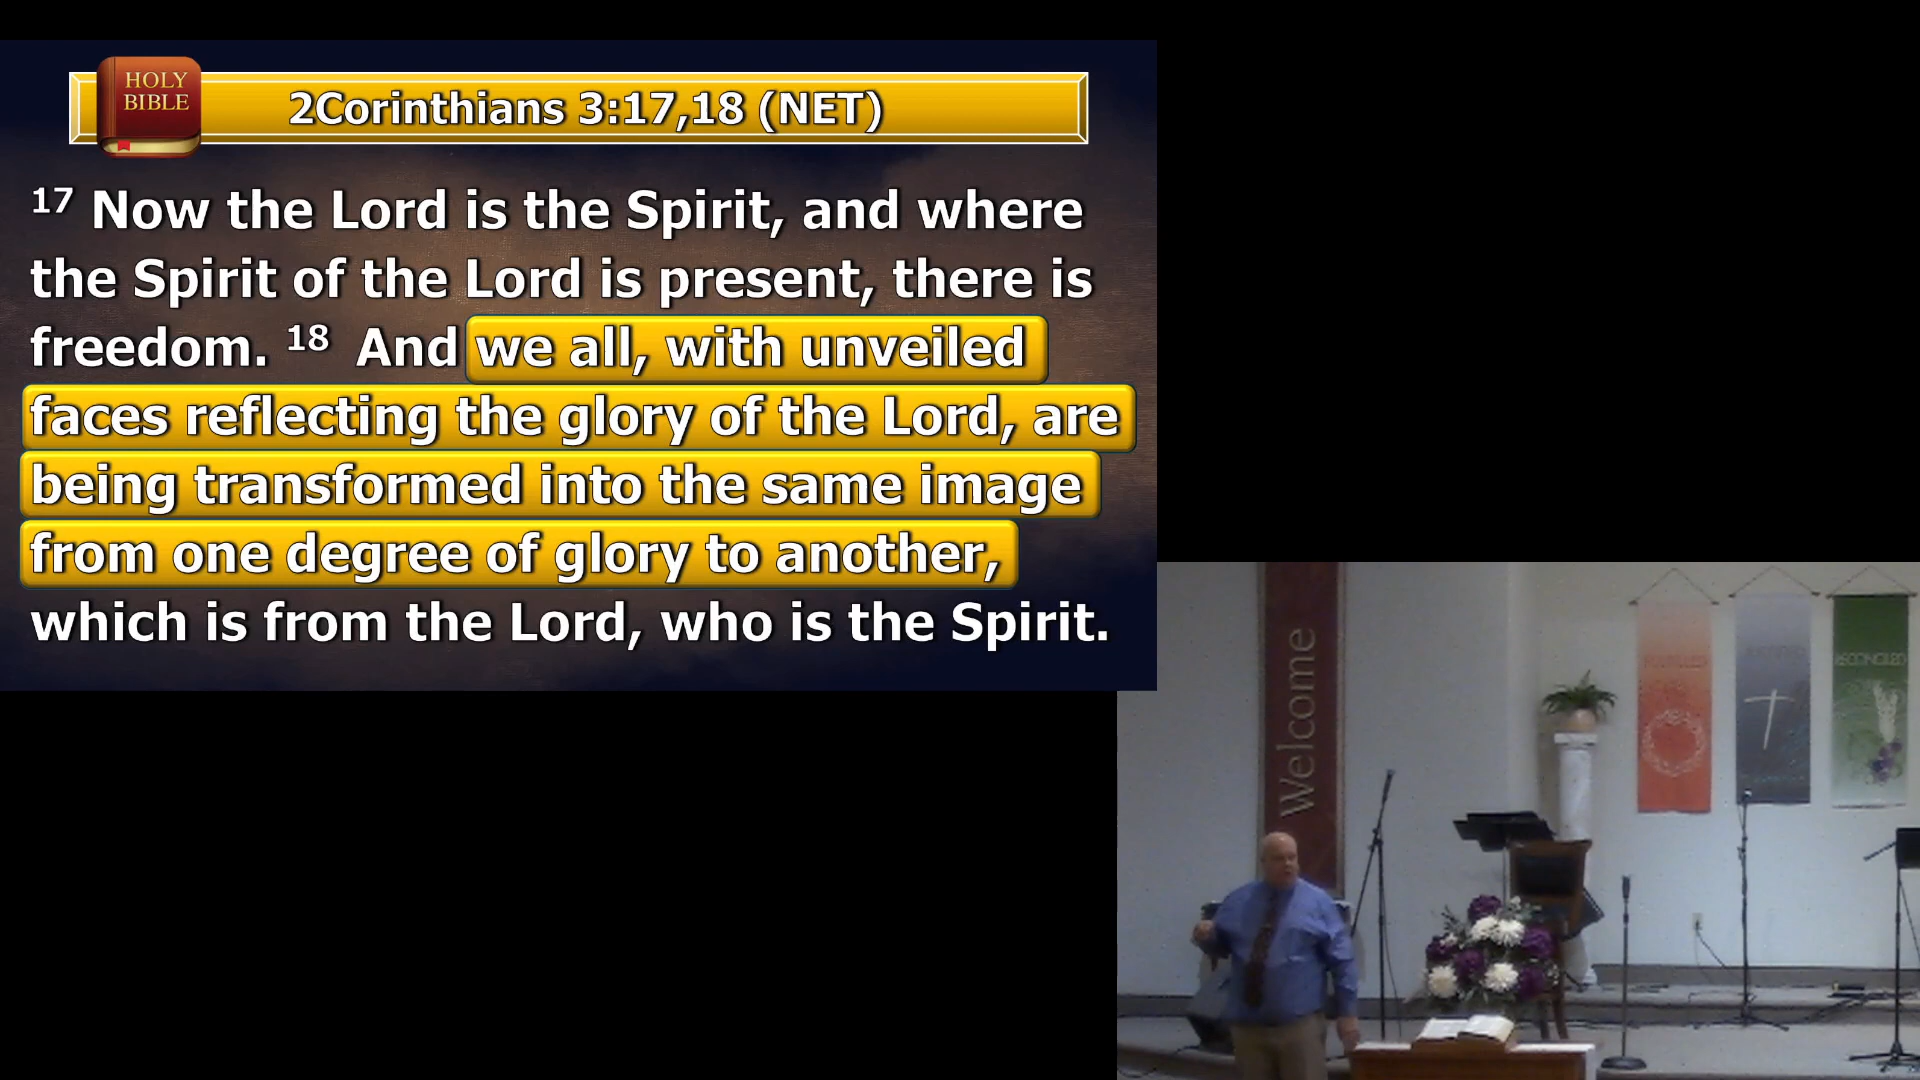 HOLY
BIBLE
2Corinthians 3:17,18 (NET)
17 Now the Lord is the Spirit, and where
the Spirit of the Lord is present, there is
freedom. 18 And we all, with unveiled
faces reflecting the glory of the Lord, are
being transformed into the same image
from one degree of glory to another,
which is from the Lord, who is the Spirit.
Welcome
RECONCILED